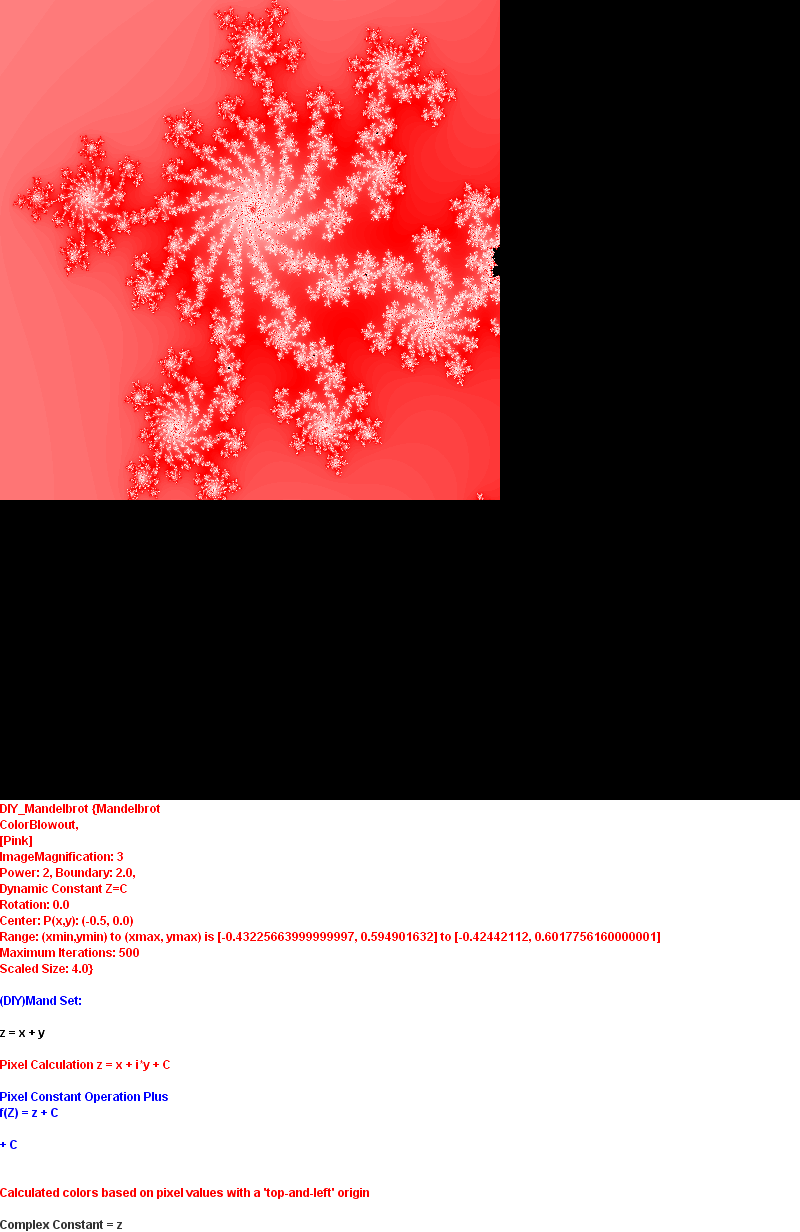 DIY_Mandelbrot {Mandelbrot
ColorBlowout,
[Pink]
ImageMagnification: 3
Power: 2, Boundary: 2.0,
Dynamic Constant Z=C
Rotation: 0.0
Center: P(x,y): (-0.5, 0.0)
Range: (xmin,ymin) to (xmax, ymax) is [-0.43225663999999997, 0.594901632] to [-0.42442112, 0.6017756160000001]
Maximum Iterations: 500
Scaled Size: 4.0}
(DIY)Mand Set:
z = x + y
Pixel Calculation z = x + i*y + C
Pixel Constant Operation Plus
f(Z) = z + C
+ C
Calculated colors based on pixel values with a 'top-and-left' origin
Complex Constant = z